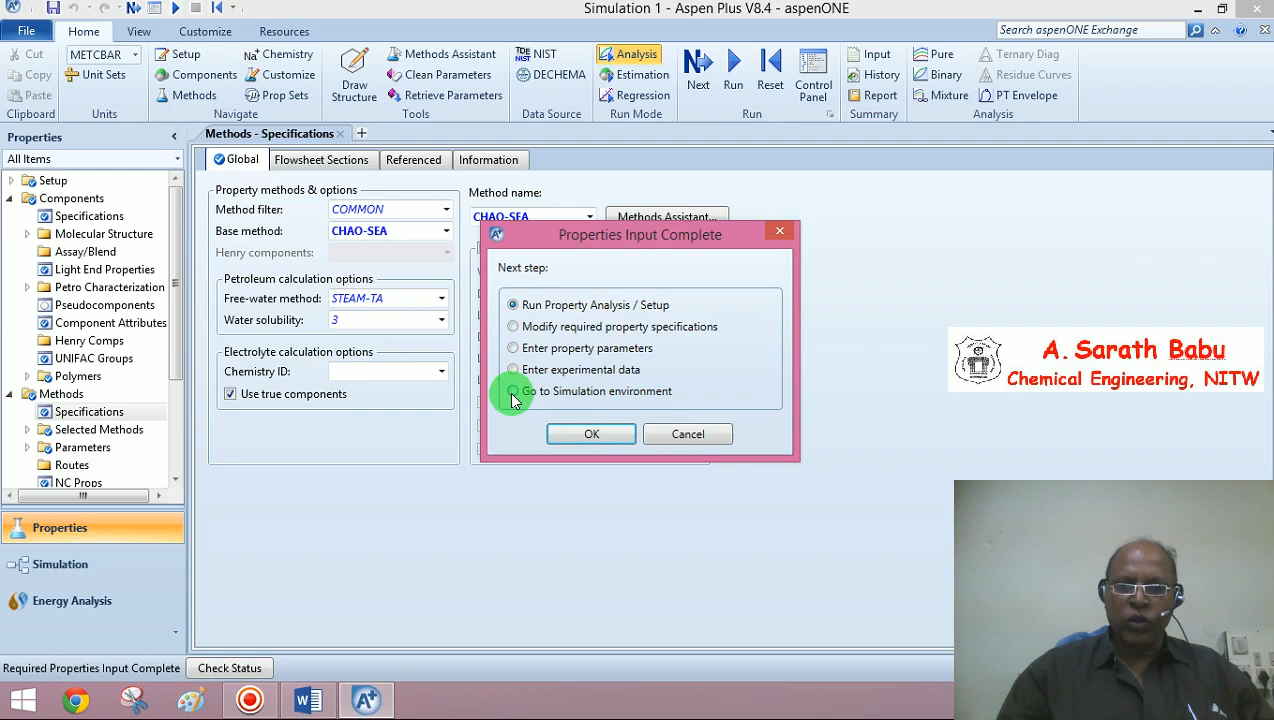 Simulation 1 - Aspen Plus V8.4 - aspenONE
File
Home
View
Customize
Resources
Search aspenONE Exchange
Cut
METCBAR
Setup
Chemistry
Methods Assistant
NIST
Analysis
Input
Pure
Ternary Diag
Copy
Unit Sets
Components
Customize
Clean Parameters
DECHEMA
Estimation
History
Binary
Residue Curves
Paste
Methods
Prop Sets
Draw
Structure
Retrieve Parameters
Regression
Next
Run
Reset
Control
Panel
Report
Mixture
PT Envelope
Clipboard
Units
Navigate
Tools
Data Source
Run Mode
Run
Summary
Analysis
Properties
All Items
Setup
Components
Specifications
Molecular Structure
Assay/Blend
Light End Properties
Petro Characterization
Pseudocomponents
Component Attributes
Henry Comps
UNIFAC Groups
Polymers
Methods
Specifications
Selected Methods
Parameters
Routes
NC Props
Properties
Simulation
Energy Analysis
Methods - Specifications
Global
Flowsheet Sections
Referenced
Information
Property methods & options
Method filter:
COMMON
Base method:
CHAO-SEA
Henry components:
Petroleum calculation options
Free-water method:
STEAM-TA
Water solubility:
3
Electrolyte calculation options
Chemistry ID:
Use true components
Method name:
CHAO-SEA
Methods Assistant...
Properties Input Complete
Next step:
Run Property Analysis / Setup
Modify required property specifications
Enter property parameters
Enter experimental data
Go to Simulation environment
OK
Cancel
A. Sarath Babu
Chemical Engineering, NITW
Required Properties Input Complete
Check Status